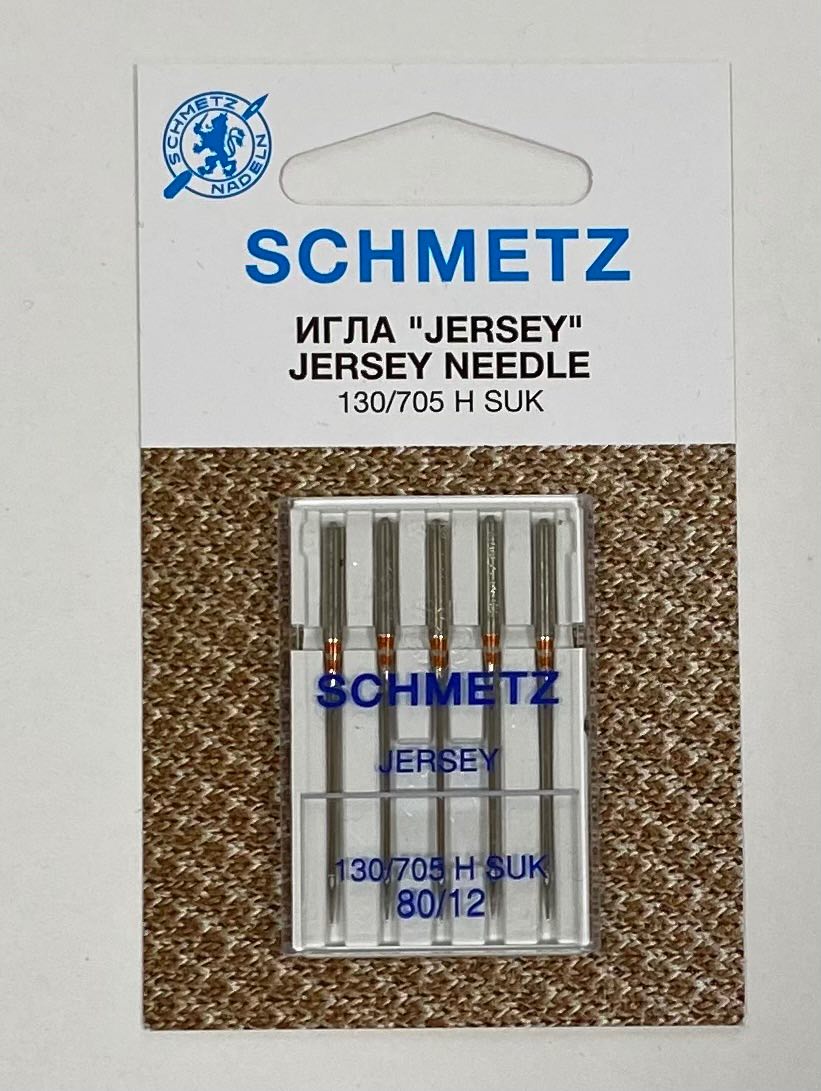 SCHMETZ
NADELN
SCHMETZ
ИГЛА "JERSEY"
JERSEY NEEDLE
130/705 H SUK
SCHMETZ
JERSEY
130/705 H SUK
80/12